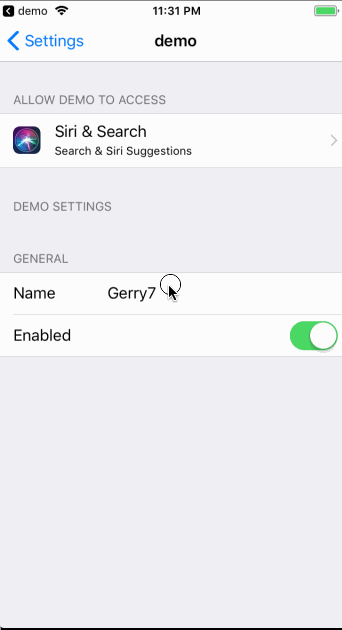 demo
11:31 PM
Settings
demo
ALLOW DEMO TO ACCESS
Siri & Search
Search & Siri Suggestions
DEMO SETTINGS
GENERAL
Name Gerry7
Enabled